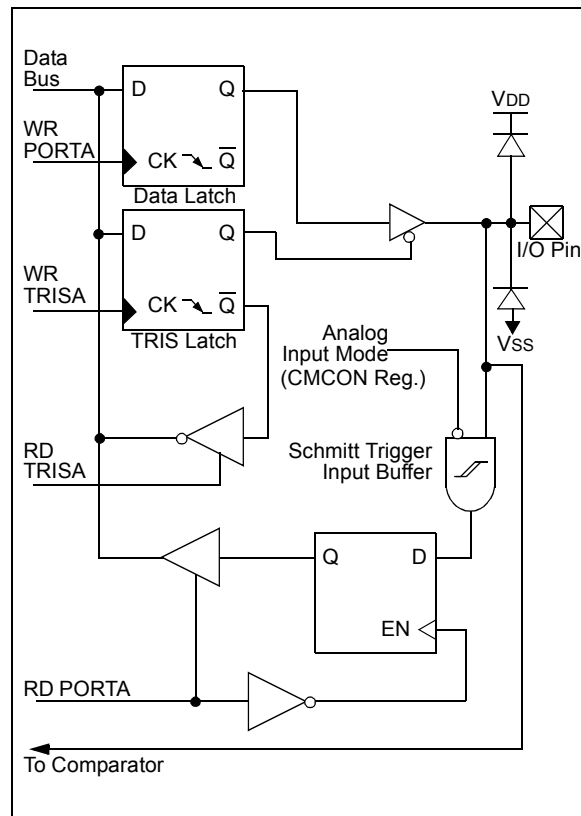 Data
Bus
D
Q
VDD
WR
PORTA
CK
Q̅
Data Latch
D
Q
I/O Pin
WR
TRISA
CK
Q̅
TRIS Latch
VSS
Analog
Input Mode
(CMCON Reg.)
RD
TRISA
Schmitt Trigger
Input Buffer
Q
D
EN
RD PORTA
To Comparator